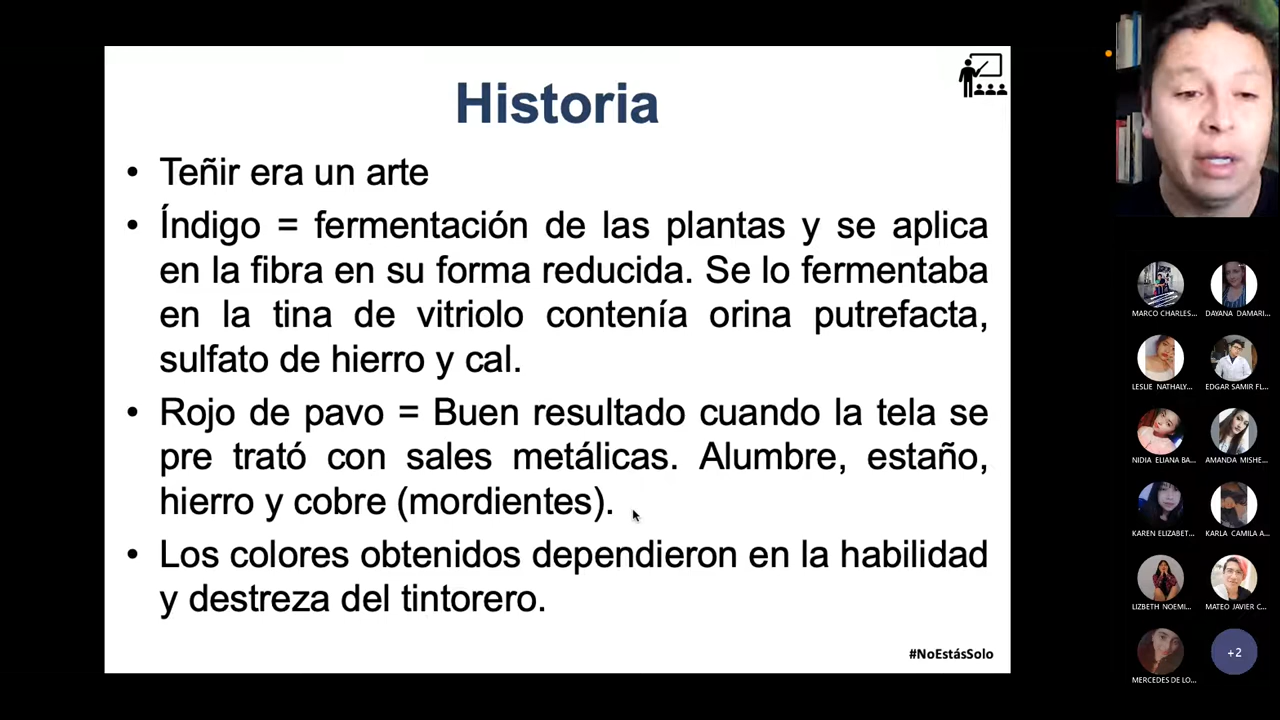 Historia
• Teñir era un arte
• Índigo = fermentación de las plantas y se aplica
en la fibra en su forma reducida. Se lo fermentaba
en la tina de vitriolo contenía orina putrefacta,
sulfato de hierro y cal.
• Rojo de pavo = Buen resultado cuando la tela se
pre trató con sales metálicas. Alumbre, estaño,
hierro y cobre (mordientes).
• Los colores obtenidos dependieron en la habilidad
y destreza del tintorero.
#NoEstásSolo
MARCO CHARLES...
DAYANA DAMARI...
LESLIE NATHALY...
EDGAR SAMIR FL...
NIDIA ELIANA BA...
AMANDA MISHE...
KAREN ELIZABET...
KARLA CAMILA A...
LIZBETH NOEMI...
MATEO JAVIER C...
MERCEDES DE LO...
+2